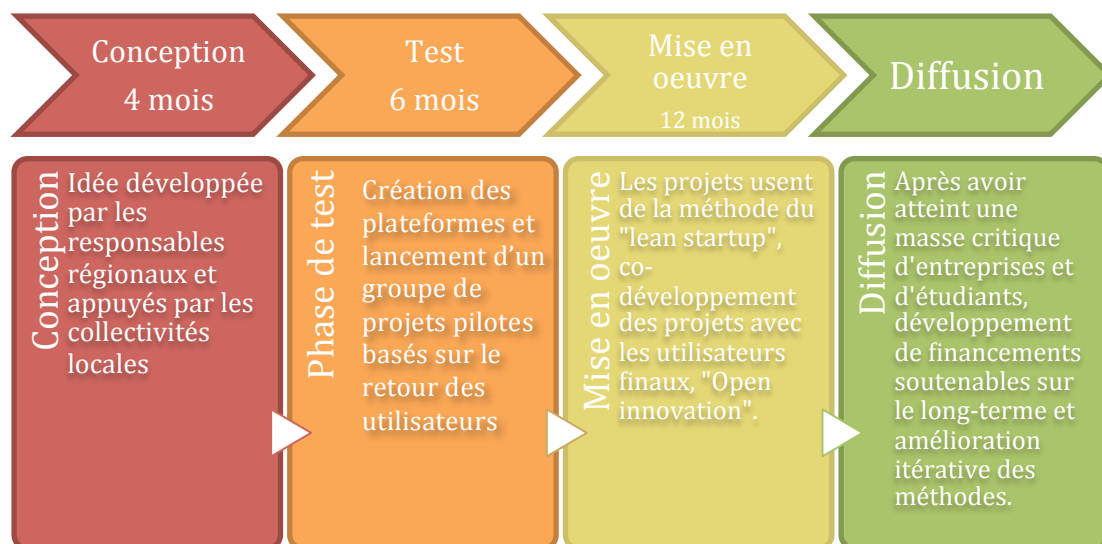 Conception
4 mois
Test
6 mois
Mise en
oeuvre
12 mois
Diffusion
Conception
Idée développée
par les
responsables
régionaux et
appuyés par les
collectivités
locales
Phase de test
Création des
plateformes et
lancement d’un
groupe de
projets pilotes
basés sur le
retour des
utilisateurs
Mise en oeuvre
Les projets usent
de la méthode du
"lean startup",
co-
développement
des projets avec
les utilisateurs
finaux, "Open
innovation".
Diffusion
Après avoir
atteint une
masse critique
d'entreprises et
d'étudiants,
développement
de financements
soutenables sur
le long-terme et
amélioration
itérative des
méthodes.